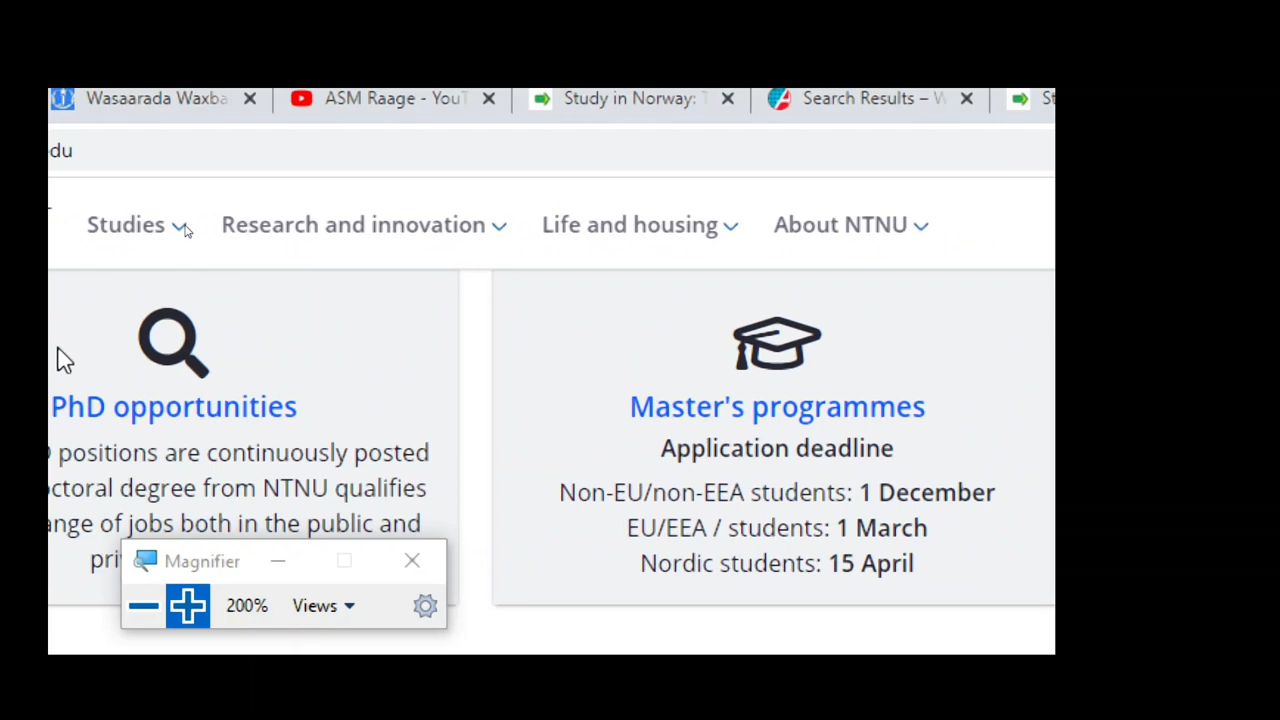 Wasaarada Waxba
ASM Raage - YouT
Study in Norway:
Search Results –
du
Studies
Research and innovation
Life and housing
About NTNU
PhD opportunities
positions are continuously posted
octoral degree from NTNU qualifies
ange of jobs both in the public and
Master's programmes
Application deadline
Non-EU/non-EEA students: 1 December
EU/EEA / students: 1 March
Nordic students: 15 April
Magnifier
200%
Views